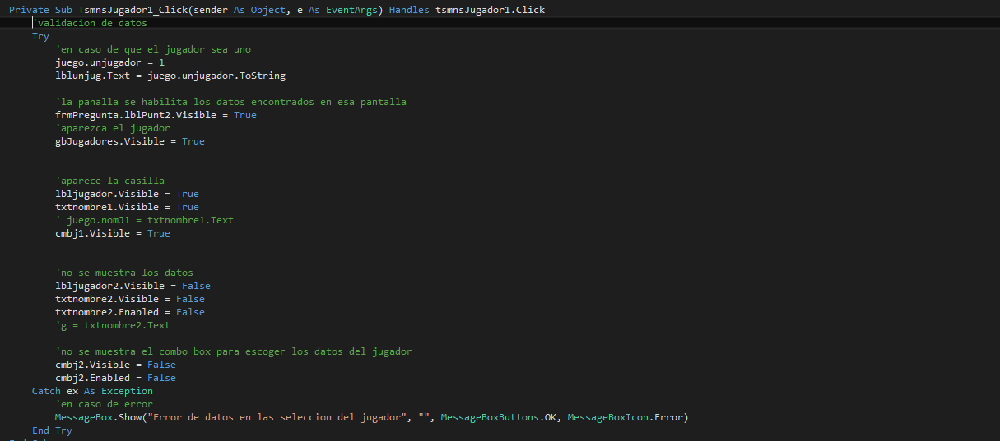 Private Sub TsmnsJugador1_Click(sender As Object, e As EventArgs) Handles tsmnsJugador1.Click
'validacion de datos
Try
'en caso de que el jugador sea uno
juego.unjugador = 1
lblunjug.Text = juego.unjugador.ToString
'la panalla se habilita los datos encontrados en esa pantalla
frmPregunta.lblPunt2.Visible = True
'aparezca el jugador
gbJugadores.Visible = True
'aparece la casilla
lbljugador.Visible = True
txtnombre1.Visible = True
' juego.nomJ1 = txtnombre1.Text
cmbj1.Visible = True
'no se muestra los datos
lbljugador2.Visible = False
txtnombre2.Visible = False
txtnombre2.Enabled = False
'g = txtnombre2.Text
'no se muestra el combo box para escoger los datos del jugador
cmbj2.Visible = False
cmbj2.Enabled = False
Catch ex As Exception
'en caso de error
MessageBox.Show("Error de datos en las seleccion del jugador", "", MessageBoxButtons.OK, MessageBoxIcon.Error)
End Try